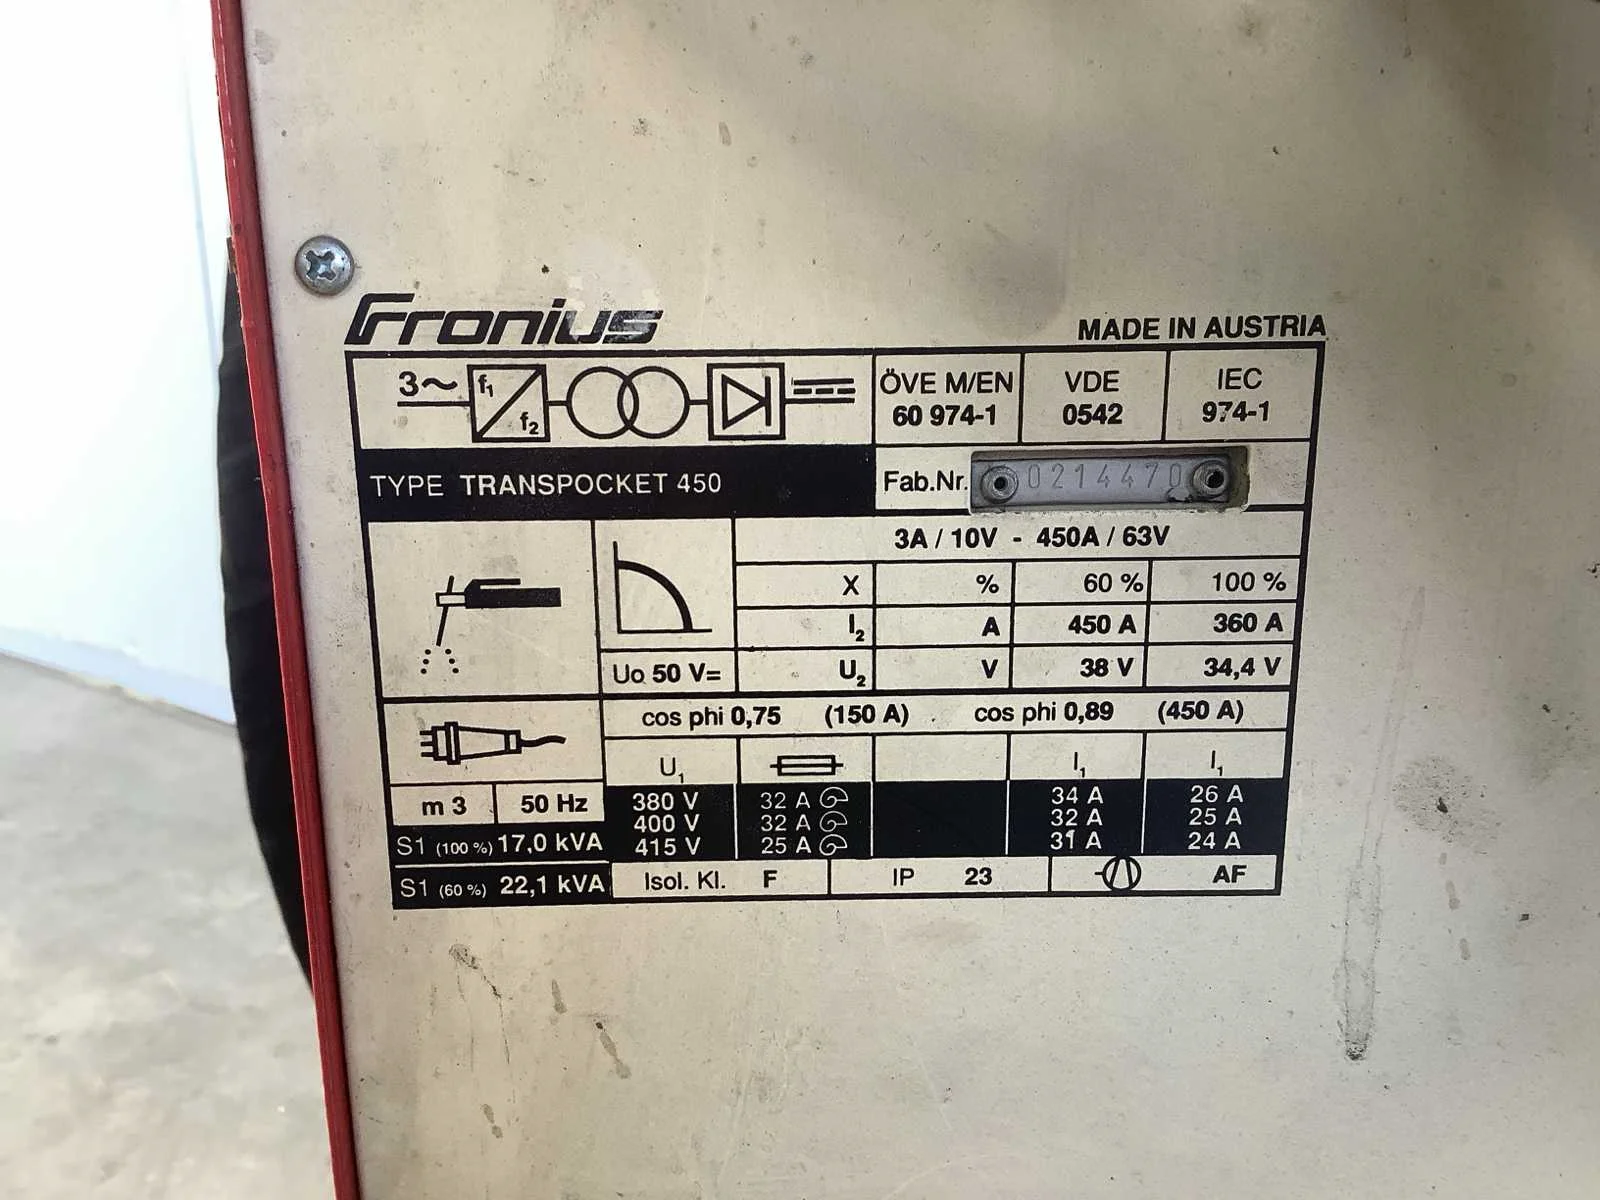 Fronius
MADE IN AUSTRIA
3~ f1 f2
ÖVE M/EN 60 974-1
VDE 0542
IEC 974-1
TYPE TRANSPOCKET 450
Fab.Nr. 0214470
3A / 10V - 450A / 63V
X % 60 % 100 %
I2 A 450 A 360 A
Uo 50 V= U2 V 38 V 34,4 V
cos phi 0,75 (150 A) cos phi 0,89 (450 A)
U1 I1 I1
m 3 50 Hz
380 V 32 A 34 A 26 A
400 V 32 A 32 A 25 A
415 V 25 A 31 A 24 A
S1 (100 %) 17,0 kVA
S1 (60 %) 22,1 kVA
Isol. Kl. F IP 23 AF